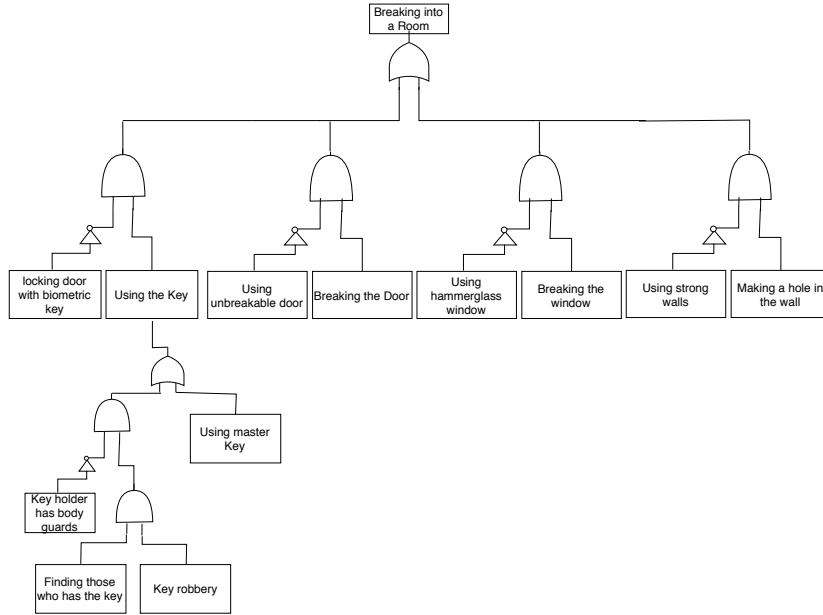 Breaking into
a Room
locking door
with biometric
key
Using the Key
Using
unbreakable door
Breaking the Door
Using
hammerglass
window
Breaking the
window
Using strong
walls
Making a hole in
the wall
Using master
Key
Key holder
has body
guards
Finding those
who has the key
Key robbery